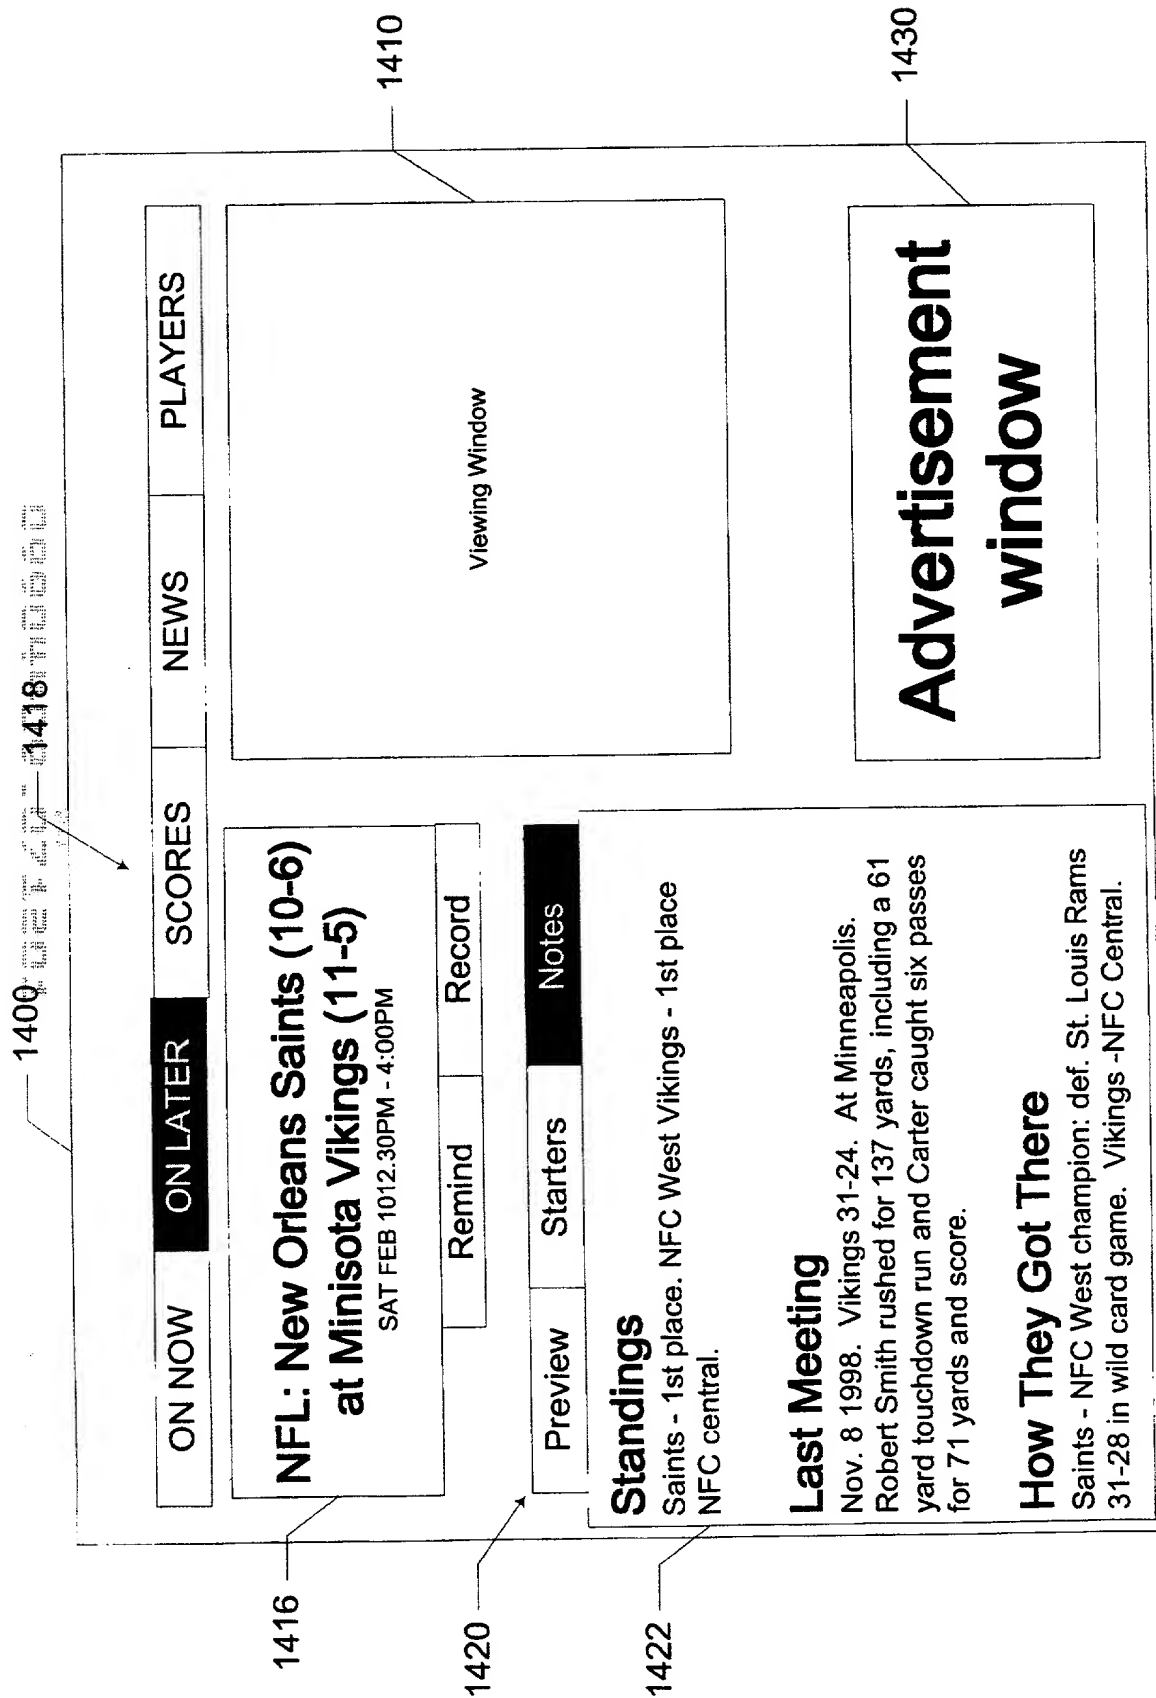 1400
1418
ON NOW
ON LATER
SCORES
NEWS
PLAYERS
1416
NFL: New Orleans Saints (10-6)
at Minisota Vikings (11-5)
SAT FEB 1012.30PM - 4:00PM
Remind
Record
Viewing Window
1410
1420
Preview
Starters
Notes
1422
Standings
Saints - 1st place. NFC West Vikings - 1st place
NFC central.
Last Meeting
Nov. 8 1998. Vikings 31-24. At Minneapolis.
Robert Smith rushed for 137 yards, including a 61
yard touchdown run and Carter caught six passes
for 71 yards and score.
How They Got There
Saints - NFC West champion: def. St. Louis Rams
31-28 in wild card game. Vikings -NFC Central.
Advertisement
window
1430